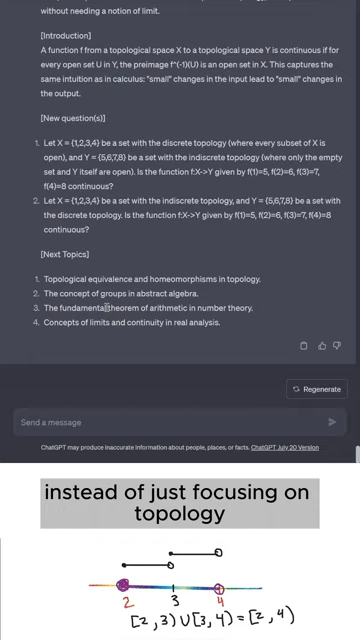 without needing a notion of limit.
[Introduction]
A function f from a topological space X to a topological space Y is continuous if for
every open set U in Y, the preimage f^(-1)(U) is an open set in X. This captures the
same intuition as in calculus: "small" changes in the input lead to "small" changes in
the output.
[New question(s)]
1. Let X = {1,2,3,4} be a set with the discrete topology (where every subset of X is
open), and Y = {5,6,7,8} be a set with the indiscrete topology (where only the empty
set and Y itself are open). Is the function f:X->Y given by f(1)=5, f(2)=6, f(3)=7,
f(4)=8 continuous?
2. Let X = {1,2,3,4} be a set with the indiscrete topology, and Y = {5,6,7,8} be a set with
the discrete topology. Is the function f:X->Y given by f(1)=5, f(2)=6, f(3)=7, f(4)=8
continuous?
[Next Topics]
1. Topological equivalence and homeomorphisms in topology.
2. The concept of groups in abstract algebra.
3. The fundamental theorem of arithmetic in number theory.
4. Concepts of limits and continuity in real analysis.
Regenerate
Send a message
ChatGPT may produce inaccurate information about people, places, or facts. ChatGPT July 20 Version
instead of just focusing on
topology
2 3 4
[2,3)∪[3,4)=[2,4)